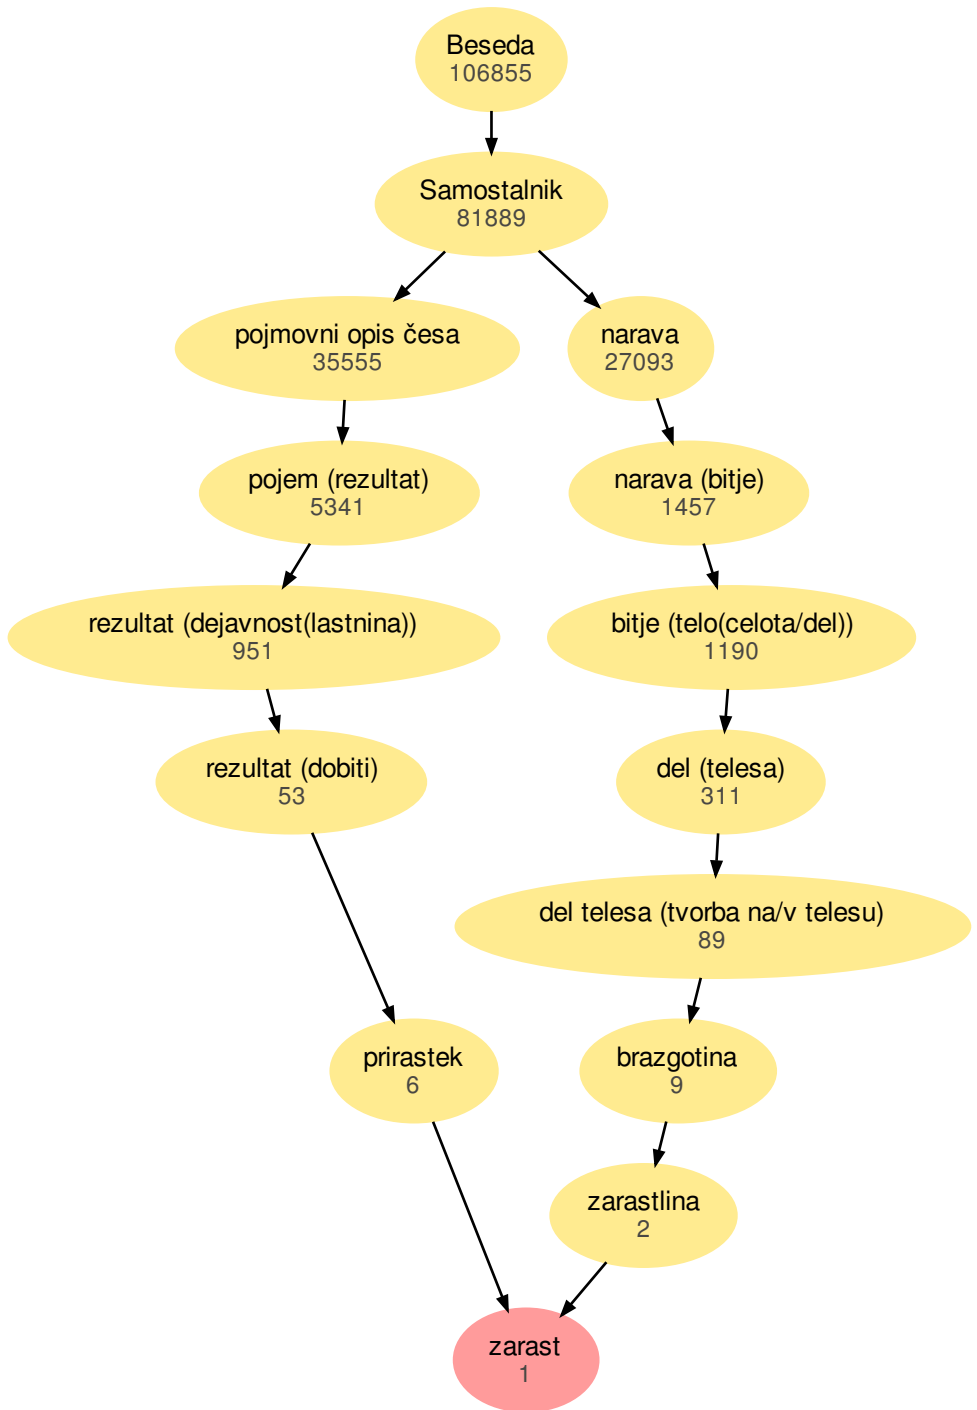 Beseda
106855
Samostalnik
81889
pojmovni opis česa
35555
narava
27093
pojem (rezultat)
5341
narava (bitje)
1457
rezultat (dejavnost(lastnina))
951
bitje (telo(celota/del))
1190
rezultat (dobiti)
53
del (telesa)
311
del telesa (tvorba na/v telesu)
89
prirastek
6
brazgotina
9
zarastlina
2
zarast
1